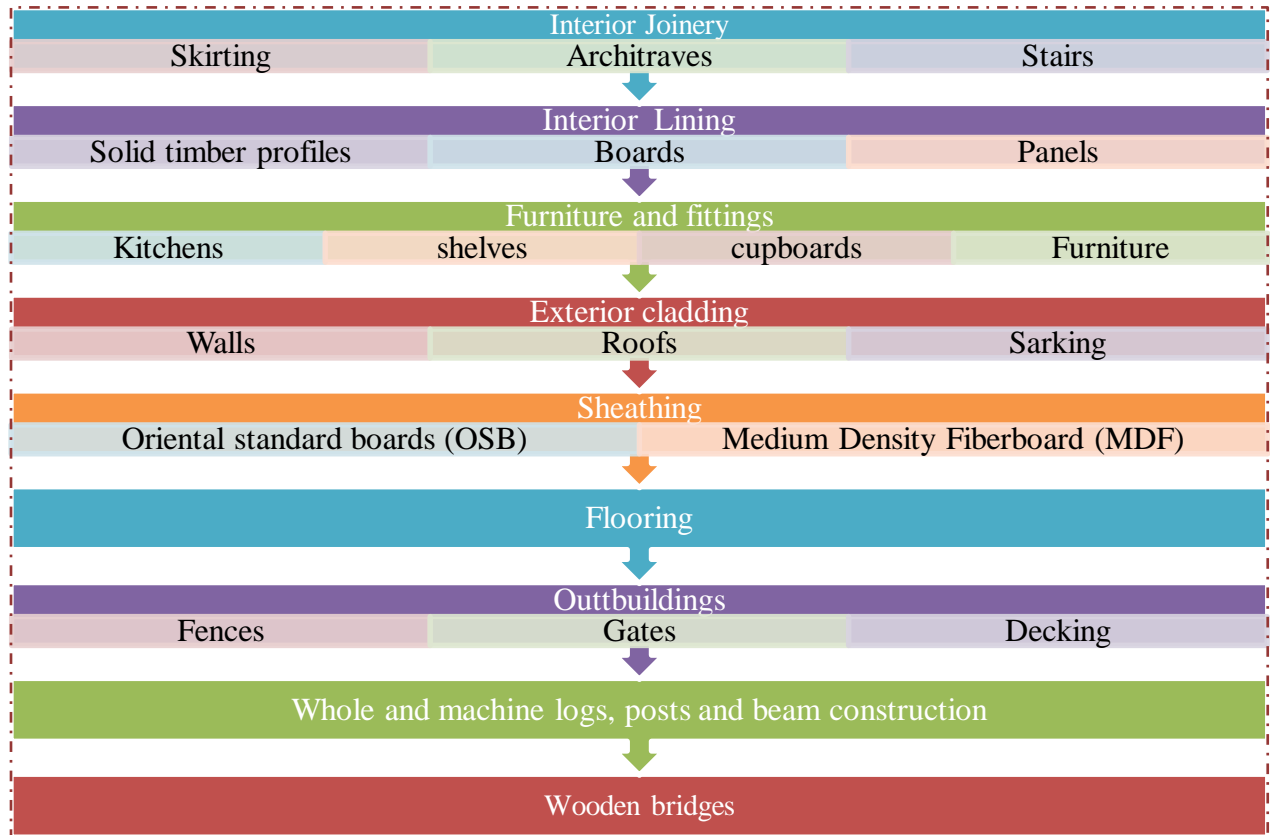 Interior Joinery
Skirting Architraves Stairs
Interior Lining
Solid timber profiles Boards Panels
Furniture and fittings
Kitchens shelves cupboards Furniture
Exterior cladding
Walls Roofs Sarking
Sheathing
Oriental standard boards (OSB) Medium Density Fiberboard (MDF)
Flooring
Outtbuildings
Fences Gates Decking
Whole and machine logs, posts and beam construction
Wooden bridges